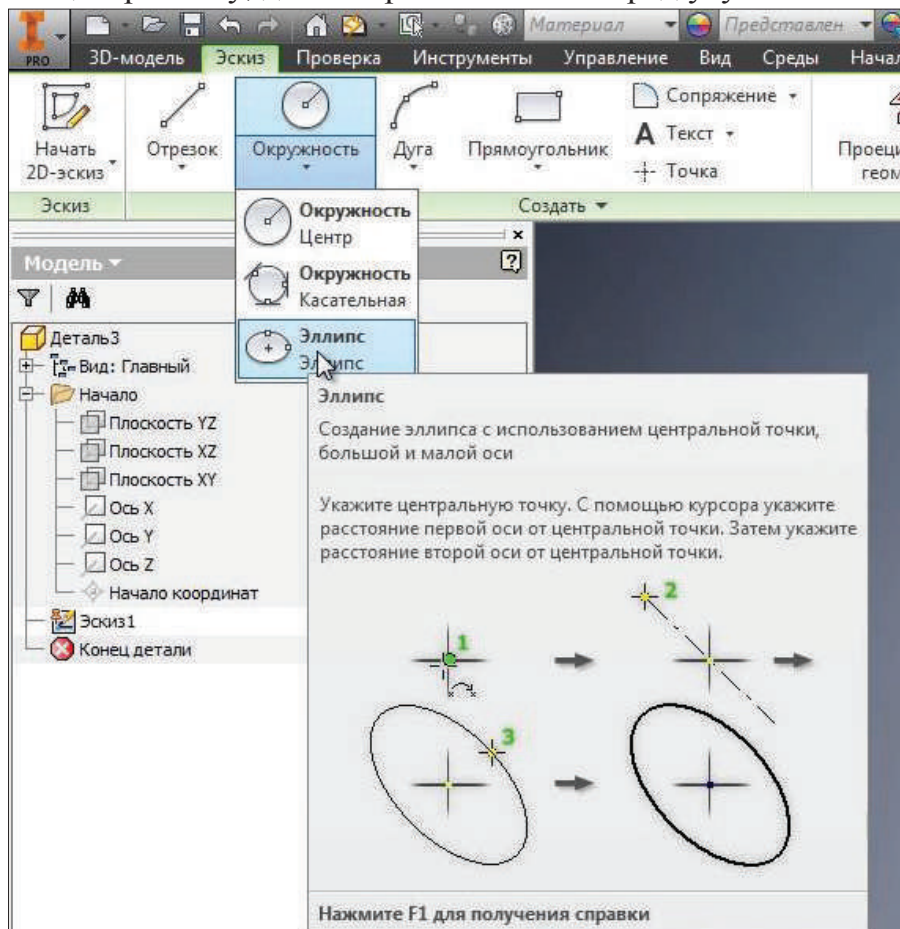 Материал
Представлен
PRO
3D-модель Эскиз Проверка Инструменты Управление Вид Среды Начал
Начать
2D-эскиз
Отрезок
Окружность
Дуга
Прямоугольник
Сопряжение
A Текст
Точка
Проеци
геом
Эскиз
Создать
Окружность
Центр
Окружность
Касательная
Эллипс
Эллипс
Модель
Деталь3
Вид: Главный
Начало
Плоскость YZ
Плоскость XZ
Плоскость XY
Ось X
Ось Y
Ось Z
Начало координат
Эскиз1
Конец детали
Эллипс
Создание эллипса с использованием центральной точки,
большой и малой оси
Укажите центральную точку. С помощью курсора укажите
расстояние первой оси от центральной точки. Затем укажите
расстояние второй оси от центральной точки.
1
2
3
Нажмите F1 для получения справки